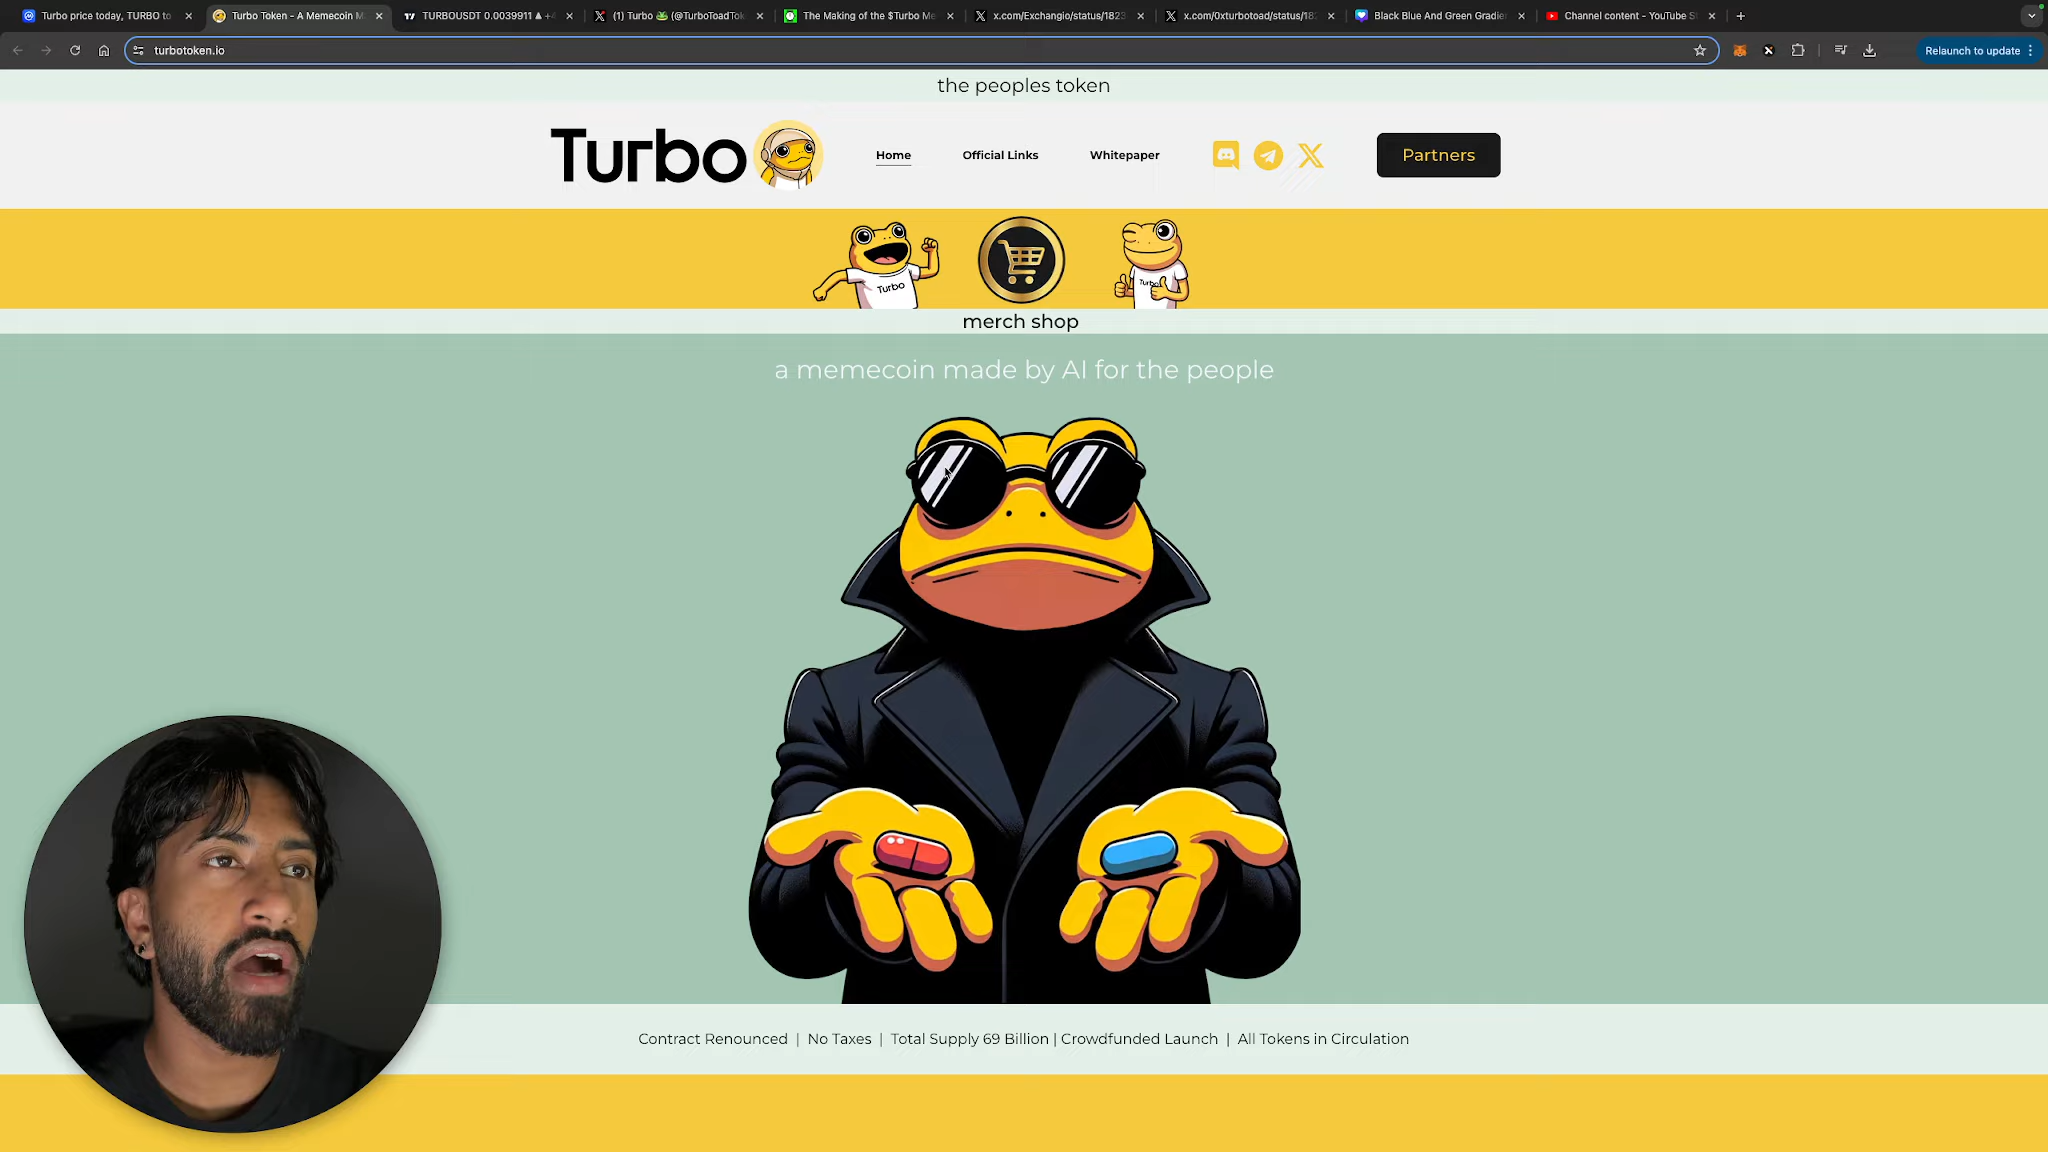 Turbo price today, TURBO to
Turbo Token - A Memecoin M
TURBOUSDT 0.0039911 ▲ +4
(1) Turbo 🐸 (@TurboToadTok
The Making of the $Turbo Me
x.com/Exchangio/status/1823
x.com/0xturbotoad/status/182
Black Blue And Green Gradie
Channel content - YouTube S
turbotoken.io
Relaunch to update
the peoples token
Turbo
Home
Official Links
Whitepaper
Partners
Turbo
Turbo
merch shop
a memecoin made by AI for the people
Contract Renounced | No Taxes | Total Supply 69 Billion | Crowdfunded Launch | All Tokens in Circulation